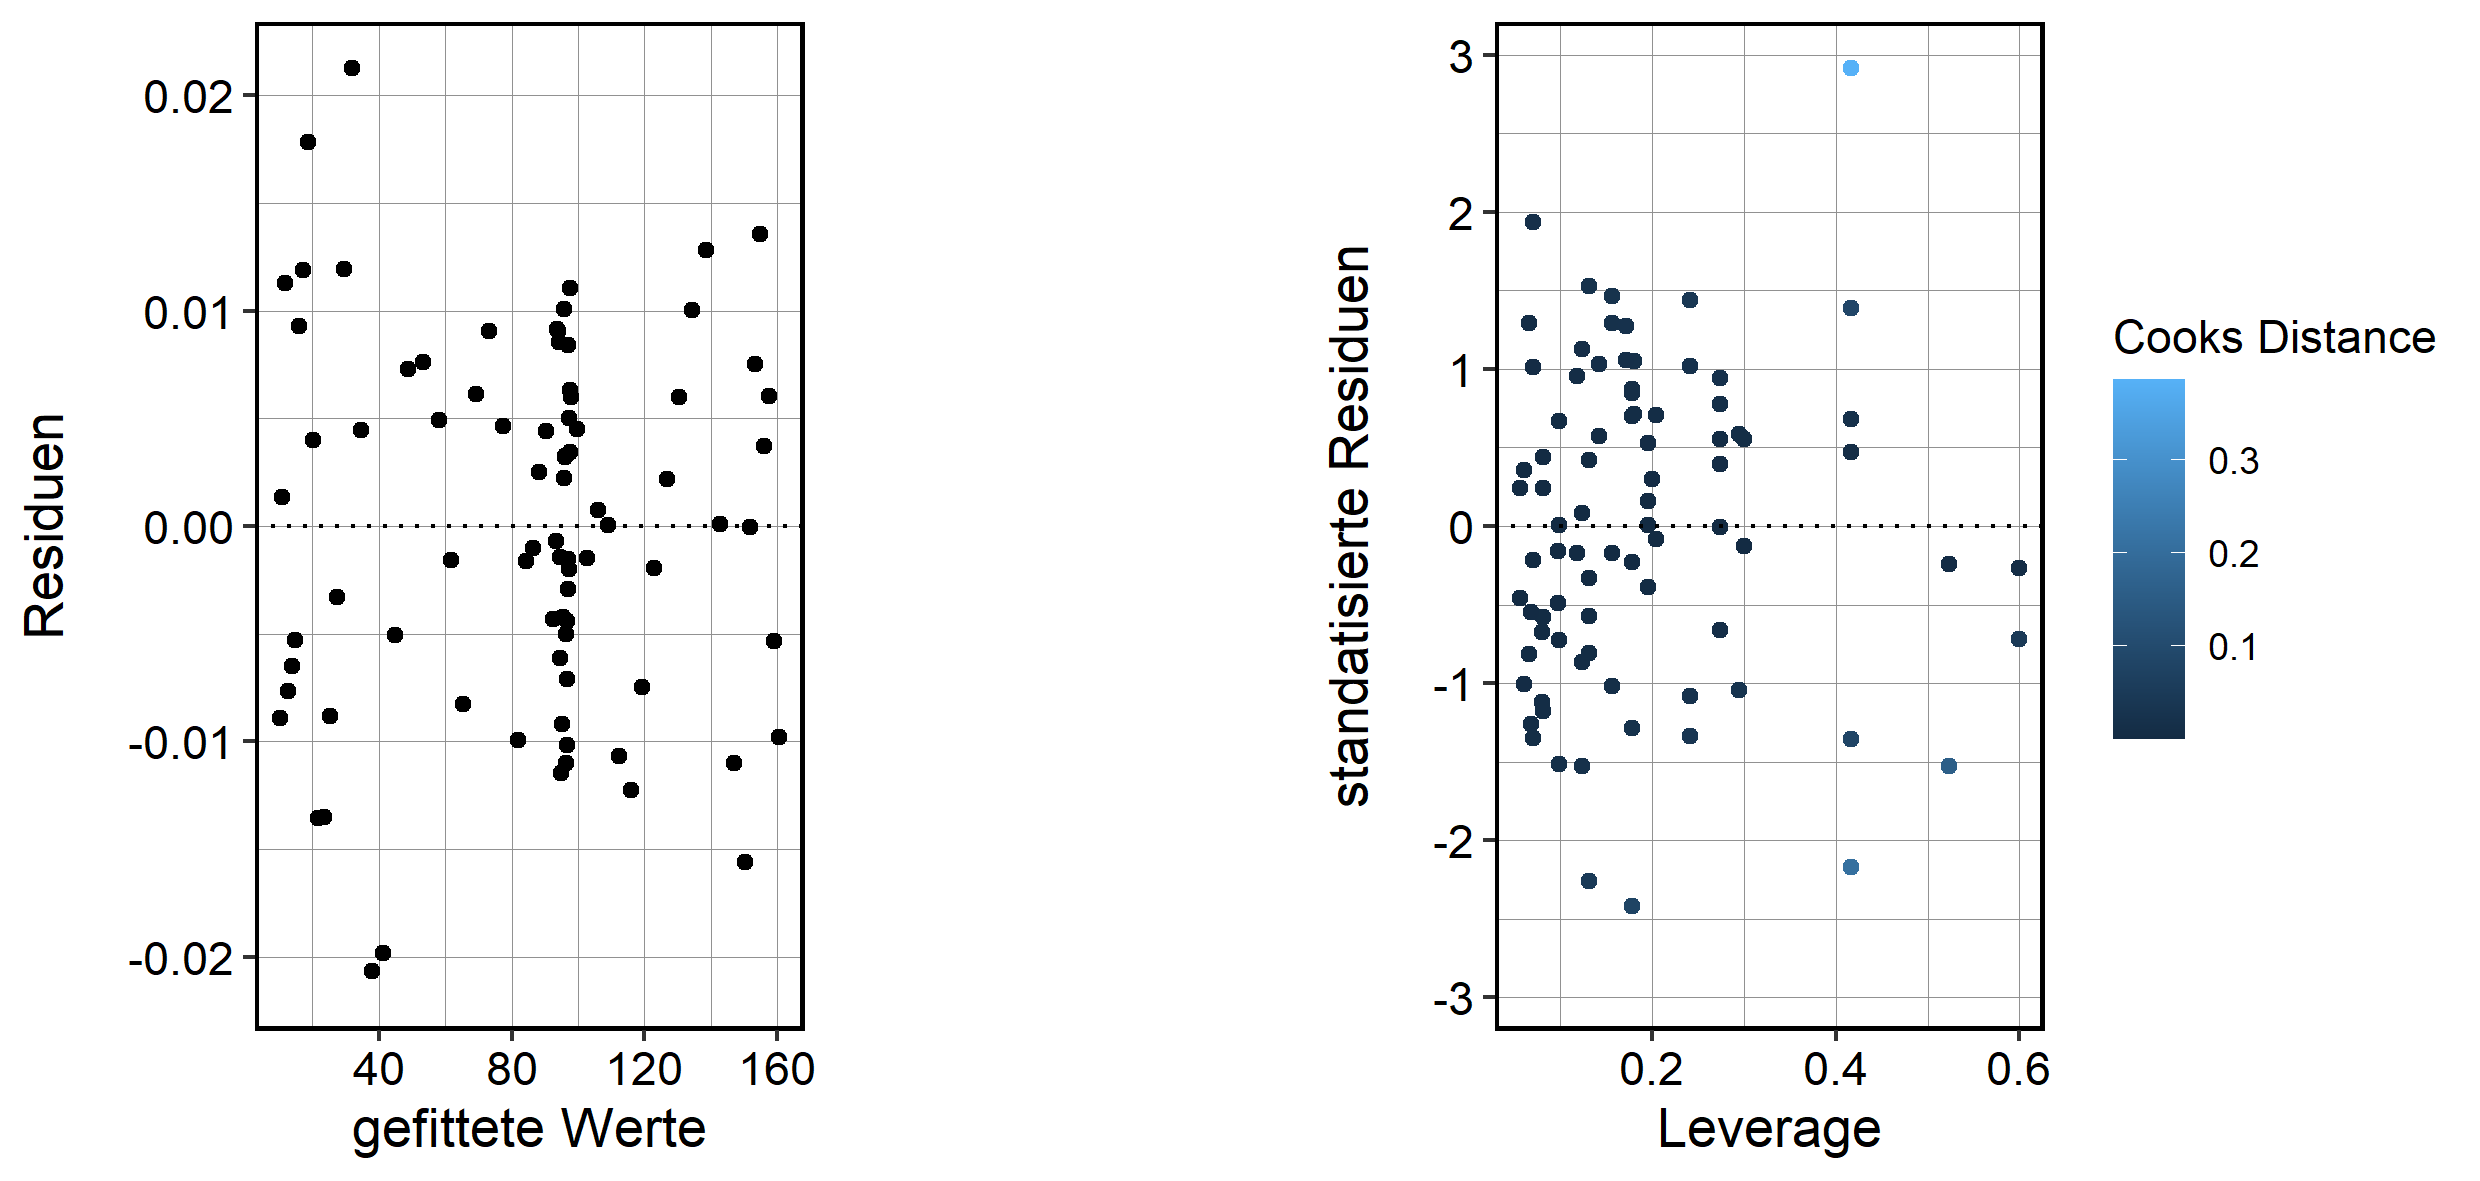 Residuen
0.02
0.01
0.00
-0.01
-0.02
40 80 120 160
gefittete Werte
standatisierte Residuen
3
2
1
0
-1
-2
-3
0.2 0.4 0.6
Leverage
Cooks Distance
0.3
0.2
0.1